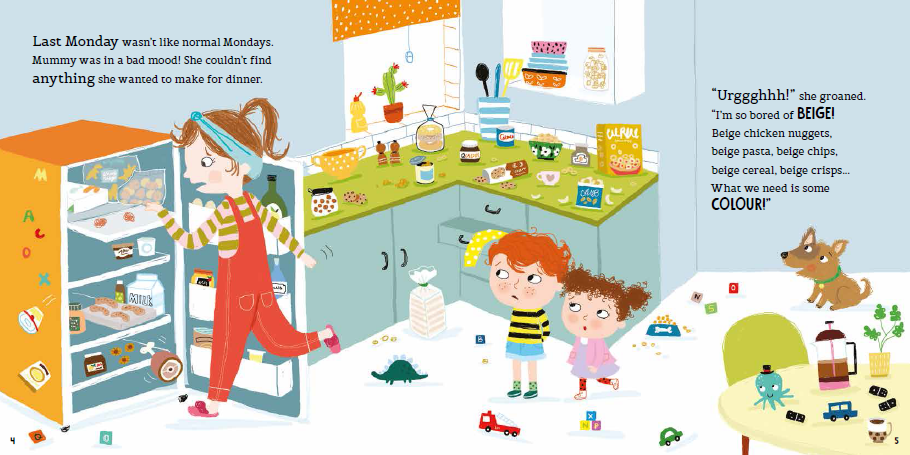 Last Monday wasn't like normal Mondays.
Mummy was in a bad mood! She couldn't find
anything she wanted to make for dinner.
"Urggghhh!" she groaned.
"I'm so bored of BEIGE!
Beige chicken nuggets,
beige pasta, beige chips,
beige cereal, beige crisps...
What we need is some
COLOUR!"
CEREAL
M
A
C
O
X
MILK
B
N
S
O
X
N F
4
5